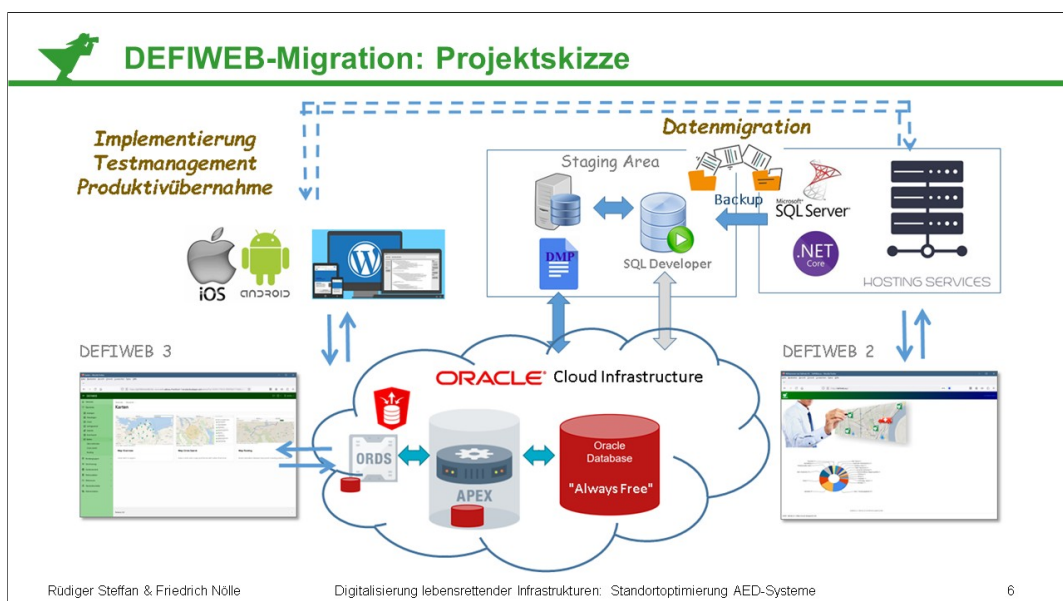 DEFIWEB-Migration: Projektskizze
Implementierung
Testmanagement
Produktivübernahme
Datenmigration
Staging Area
Backup
Microsoft®
SQL Server®
.NET
Core
DMP
SQL Developer
HOSTING SERVICES
iOS
ANDROID
DEFIWEB 3
DEFIWEB 2
ORACLE® Cloud Infrastructure
Karten
ORDS
APEX
Oracle
Database
"Always Free"
Rüdiger Steffan & Friedrich Nölle
Digitalisierung lebensrettender Infrastrukturen: Standortoptimierung AED-Systeme
6